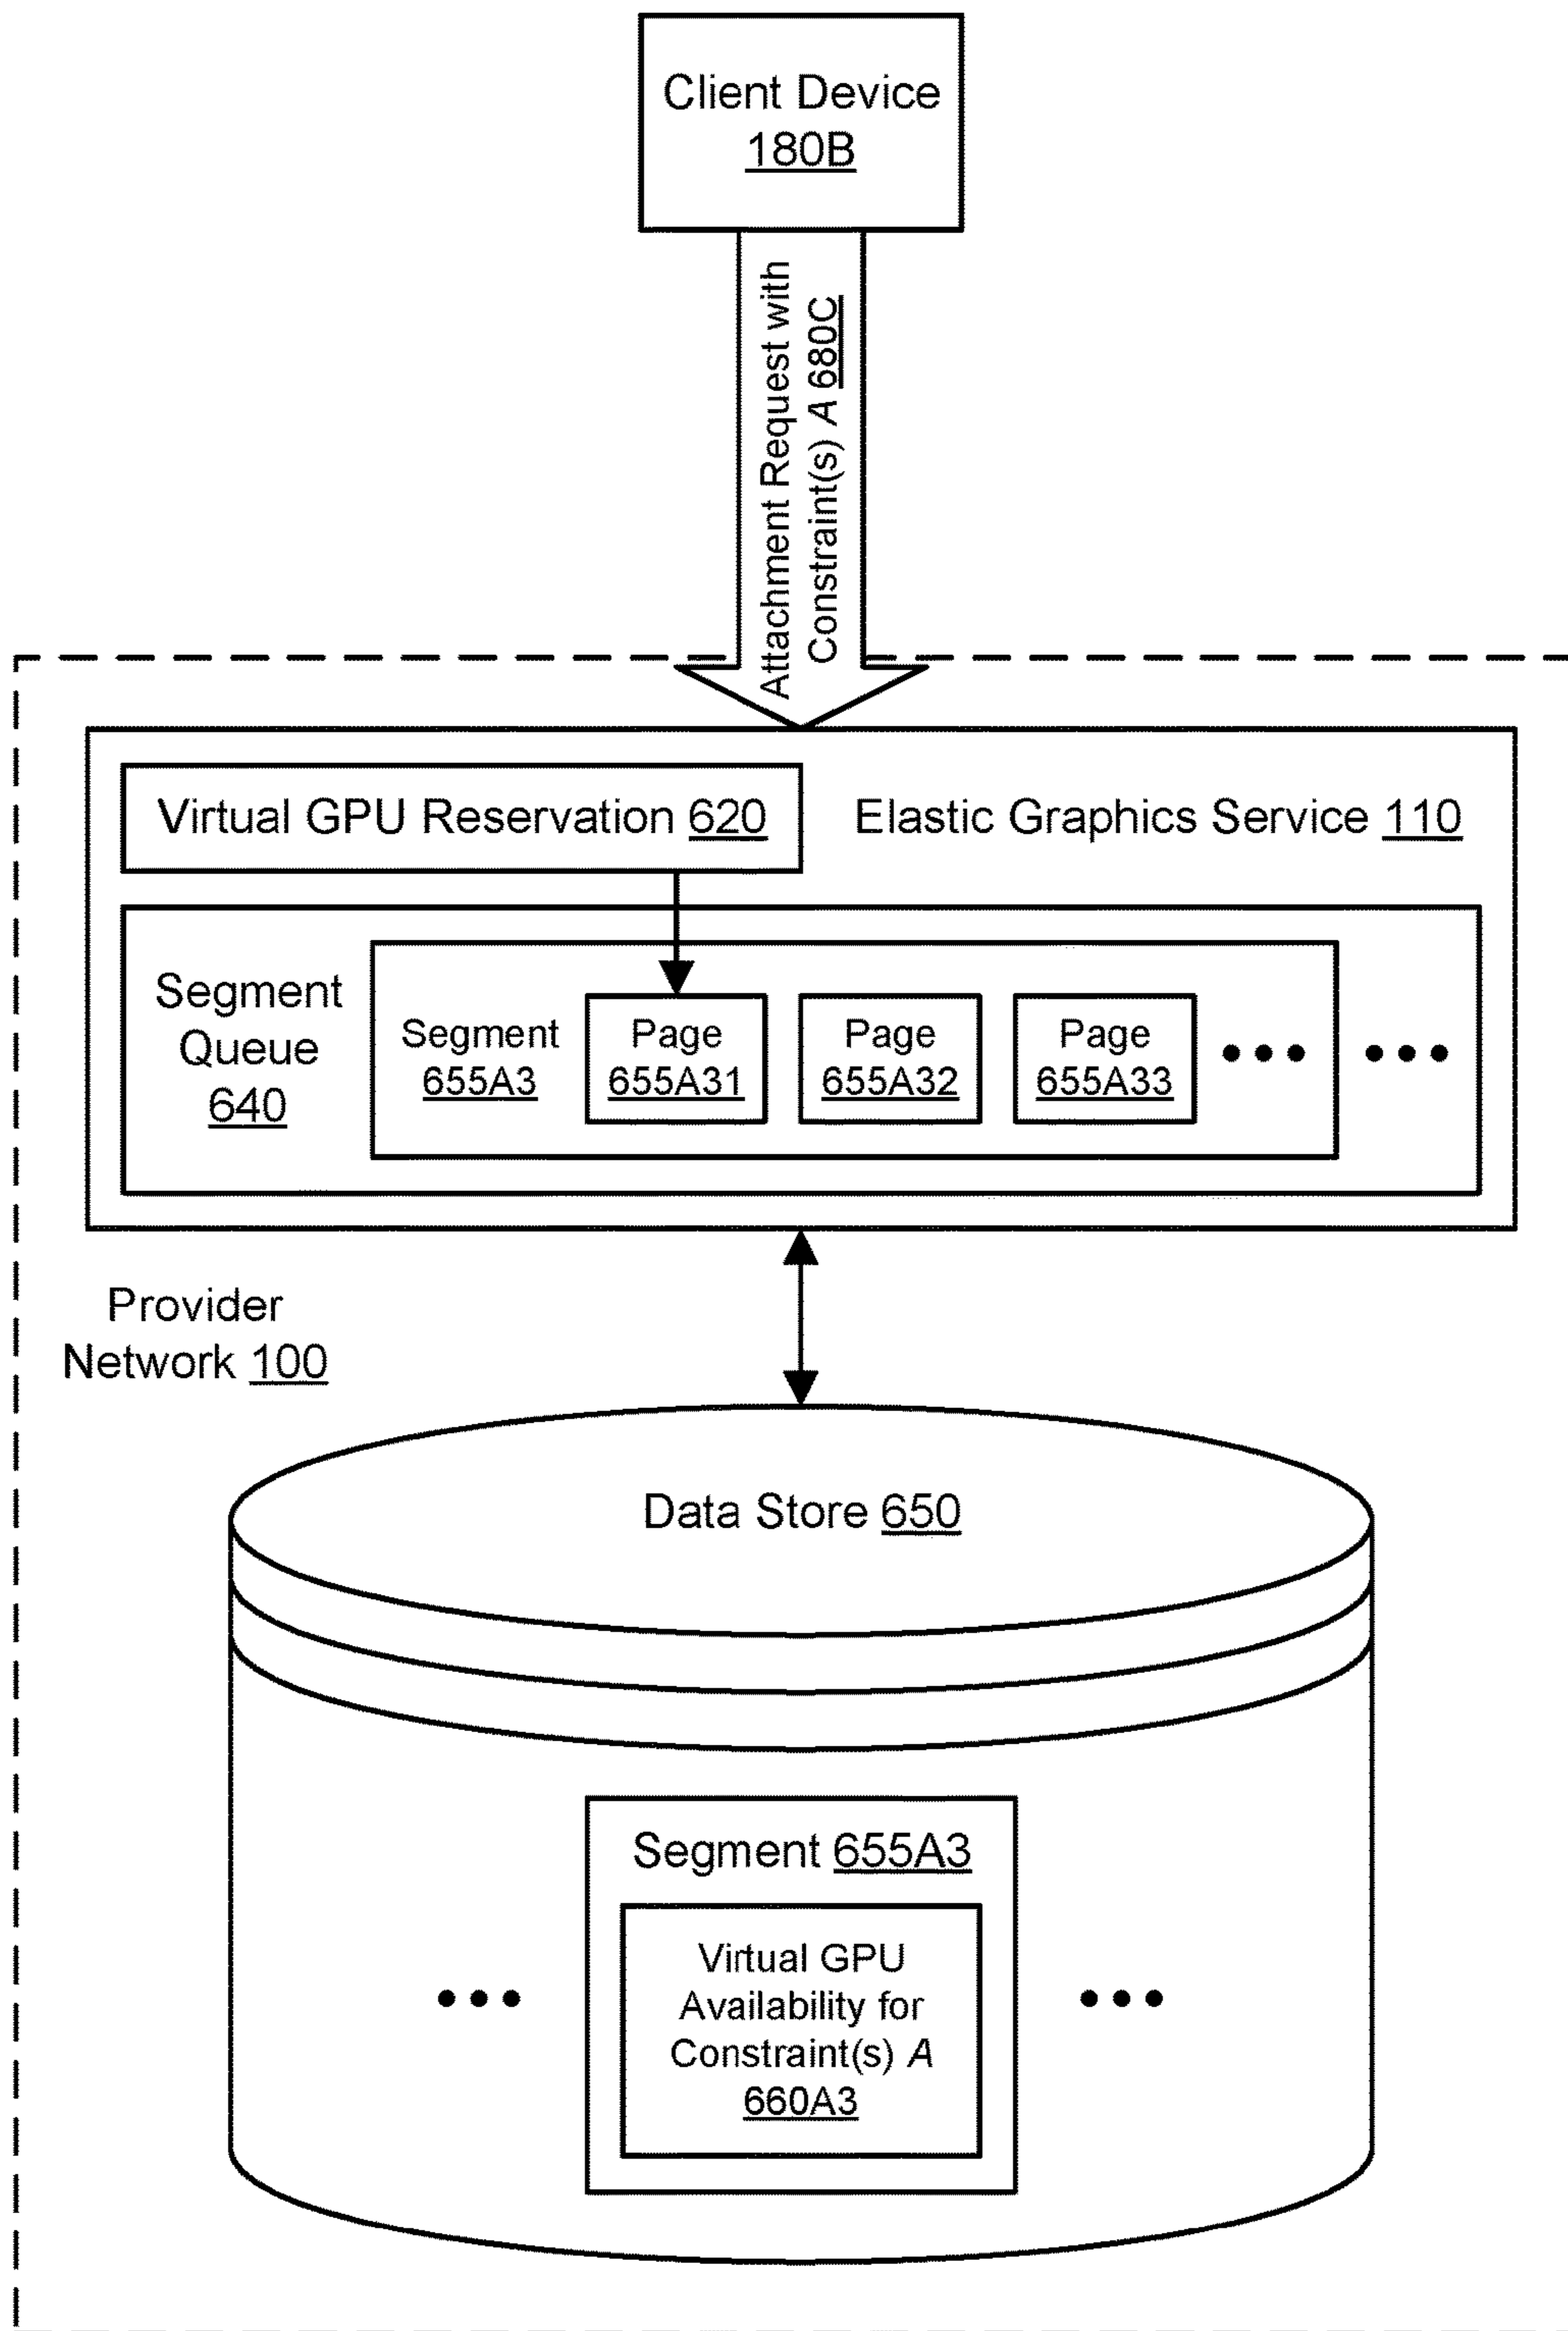 Client Device
180B
Attachment Request with
Constraint(s) A 680C
Virtual GPU Reservation 620
Elastic Graphics Service 110
Segment
Queue
640
Segment
655A3
Page
655A31
Page
655A32
Page
655A33
Provider
Network 100
Data Store 650
Segment 655A3
Virtual GPU
Availability for
Constraint(s) A
660A3